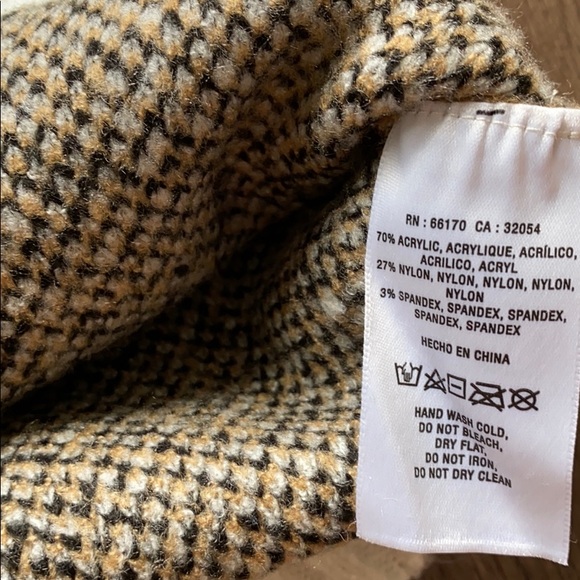 RN : 66170 CA : 32054
70% ACRYLIC, ACRYLIQUE, ACRÍLICO,
ACRILICO, ACRYL
27% NYLON, NYLON, NYLON, NYLON,
NYLON
3% SPANDEX, SPANDEX, SPANDEX,
SPANDEX, SPANDEX
HECHO EN CHINA
HAND WASH COLD,
DO NOT BLEACH,
DRY FLAT,
DO NOT IRON,
DO NOT DRY CLEAN